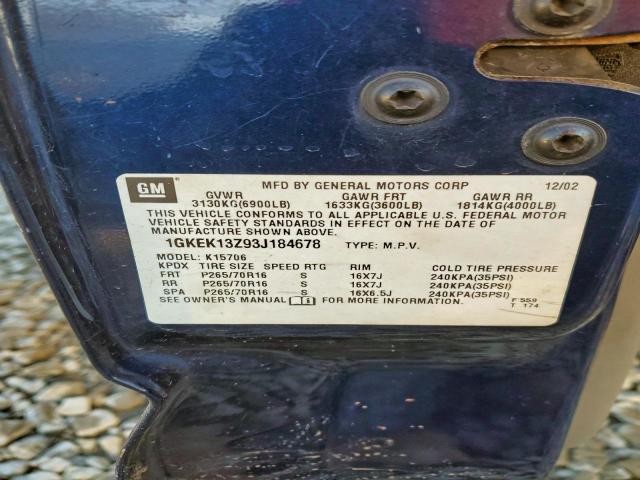 GM MFD BY GENERAL MOTORS CORP 12/02
GVWR GAWR FRT GAWR RR
3130KG(6900LB) 1633KG(3600LB) 1814KG(4000LB)
THIS VEHICLE CONFORMS TO ALL APPLICABLE U.S. FEDERAL MOTOR
VEHICLE SAFETY STANDARDS IN EFFECT ON THE DATE OF
MANUFACTURE SHOWN ABOVE.
1GKEK13Z93J184678 TYPE: M.P.V.
MODEL: K15706
KPDX TIRE SIZE SPEED RTG RIM COLD TIRE PRESSURE
FRT P265/70R16 S 16X7J 240KPA(35PSI)
RR P265/70R16 S 16X7J 240KPA(35PSI)
SPA P265/70R16 S 16X6.5J 240KPA(35PSI)
SEE OWNER'S MANUAL FOR MORE INFORMATION.
F S59
T 174